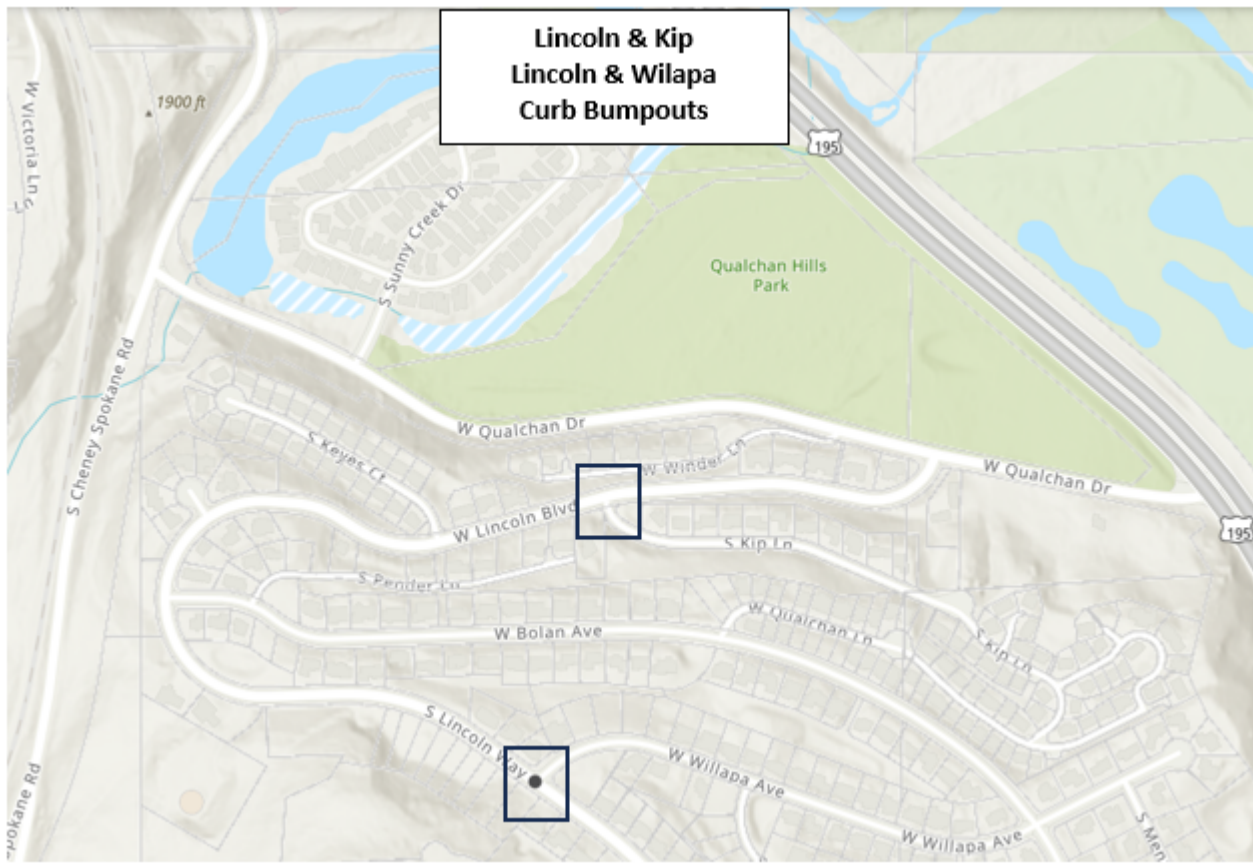 Lincoln & Kip
Lincoln & Wilapa
Curb Bumpouts
W Victoria Ln
1900 ft
195
S Sunny Creek Dr
Qualchan Hills
Park
S Cheney Spokane Rd
W Qualchan Dr
W Qualchan Dr
S Keyes Ct
W Winder Ln
W Lincoln Blvd
195
S Kip Ln
S Pender Ln
W Qualchan Ln
W Bolan Ave
S Kip Ln
S Lincoln Way
W Willapa Ave
W Willapa Ave
S Men
Spokane Rd